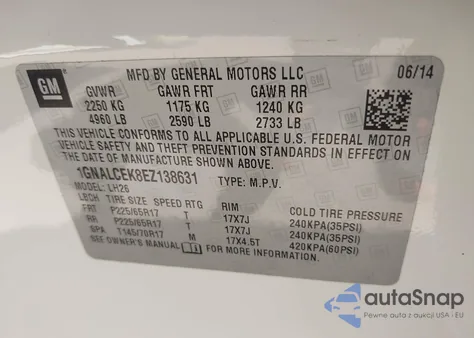 GM
MFD BY GENERAL MOTORS LLC
06/14
GVWR GAWR FRT GAWR RR
2250 KG 1175 KG 1240 KG
4960 LB 2590 LB 2733 LB
THIS VEHICLE CONFORMS TO ALL APPLICABLE U.S. FEDERAL MOTOR
VEHICLE SAFETY AND THEFT PREVENTION STANDARDS IN EFFECT ON
THE DATE OF MANUFACTURE SHOWN ABOVE.
1GNALCEK8EZ138631 TYPE: M.P.V.
MODEL: LH26
LBCH TIRE SIZE SPEED RTG RIM COLD TIRE PRESSURE
FRT P225/65R17 T 17X7J 240KPA(35PSI)
RR P225/65R17 T 17X7J 240KPA(35PSI)
SPA T145/70R17 M 17X4.5T 420KPA(60PSI)
SEE OWNER'S MANUAL FOR MORE INFORMATION.
autoSnap
Pewne auta z aukcji USA - EU